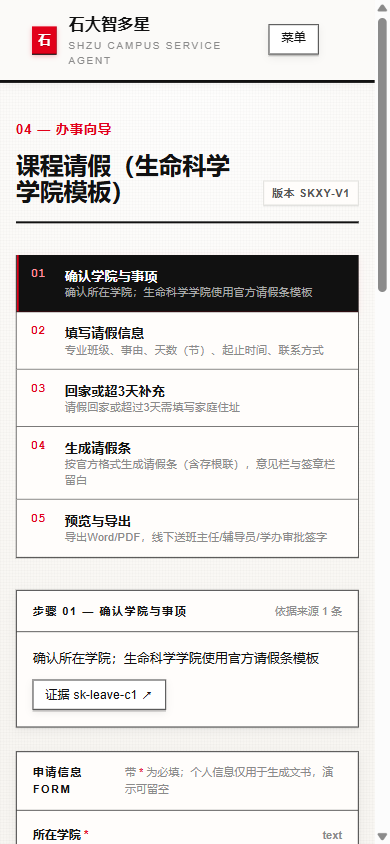 石
石大智多星
SHZU CAMPUS SERVICE
AGENT
菜单
04 — 办事向导
课程请假（生命科学
学院模板）
版本 SKXY-V1
01
确认学院与事项
确认所在学院；生命科学学院使用官方请假条模板
02
填写请假信息
专业班级、事由、天数（节）、起止时间、联系方式
03
回家或超3天补充
请假回家或超过3天需填写家庭住址
04
生成请假条
按官方格式生成请假条（含存根联），意见栏与签章栏
留白
05
预览与导出
导出Word/PDF，线下送班主任/辅导员/学办审批签字
步骤 01 — 确认学院与事项
依据来源 1 条
确认所在学院；生命科学学院使用官方请假条模板
证据 sk-leave-c1 ↗
申请信息
FORM
带 * 为必填；个人信息仅用于生成文书，演
示可留空
所在学院 *
text